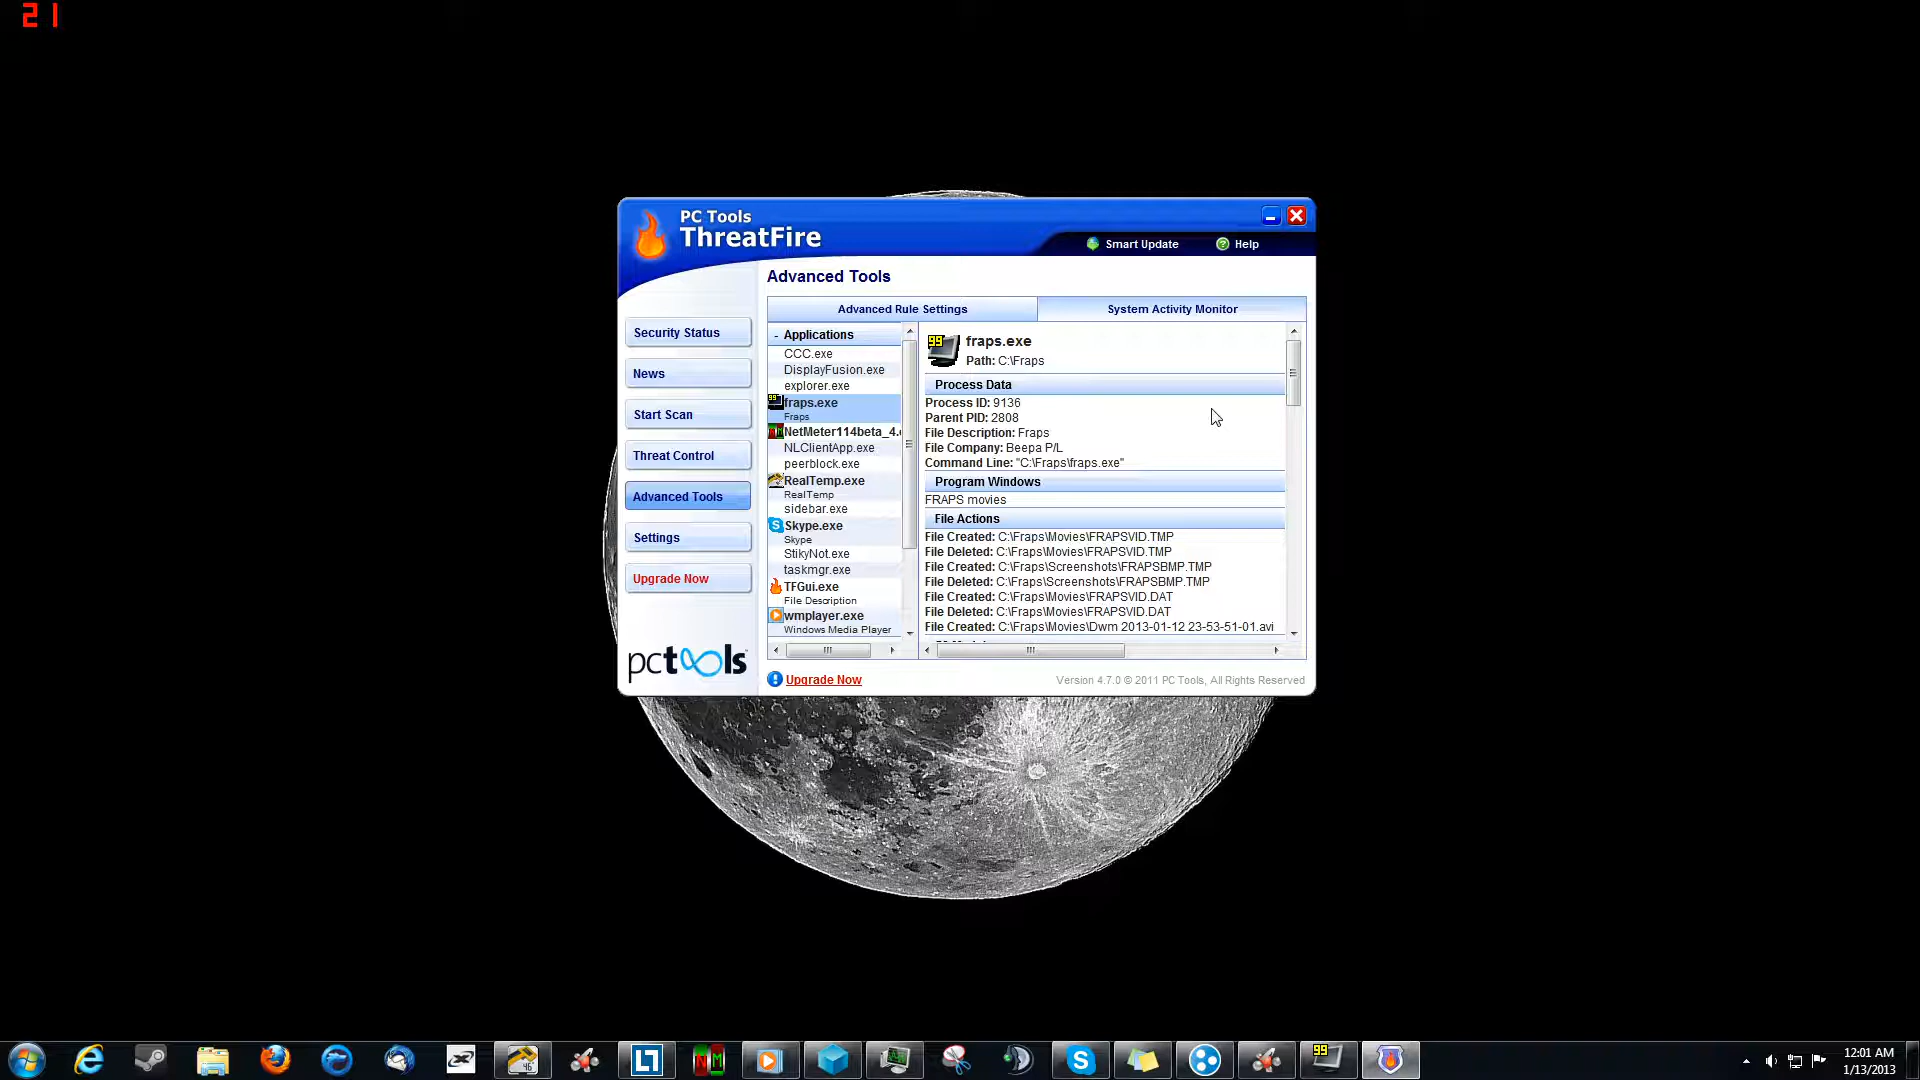 21
PC Tools
ThreatFire
Smart Update
Help
Advanced Tools
Advanced Rule Settings
System Activity Monitor
Security Status
News
Start Scan
Threat Control
Advanced Tools
Settings
Upgrade Now
pctools
- Applications
CCC.exe
DisplayFusion.exe
explorer.exe
fraps.exe
Fraps
NetMeter114beta_4.
NLClientApp.exe
peerblock.exe
RealTemp.exe
RealTemp
sidebar.exe
Skype.exe
Skype
StikyNot.exe
taskmgr.exe
TFGui.exe
File Description
wmplayer.exe
Windows Media Player
99
fraps.exe
Path: C:\Fraps
Process Data
Process ID: 9136
Parent PID: 2808
File Description: Fraps
File Company: Beepa P/L
Command Line: "C:\Fraps\fraps.exe"
Program Windows
FRAPS movies
File Actions
File Created: C:\Fraps\Movies\FRAPSVID.TMP
File Deleted: C:\Fraps\Movies\FRAPSVID.TMP
File Created: C:\Fraps\Screenshots\FRAPSBMP.TMP
File Deleted: C:\Fraps\Screenshots\FRAPSBMP.TMP
File Created: C:\Fraps\Movies\FRAPSVID.DAT
File Deleted: C:\Fraps\Movies\FRAPSVID.DAT
File Created: C:\Fraps\Movies\Dwm 2013-01-12 23-53-51-01.avi
Upgrade Now
Version 4.7.0 © 2011 PC Tools, All Rights Reserved
46
NM
99
12:01 AM
1/13/2013